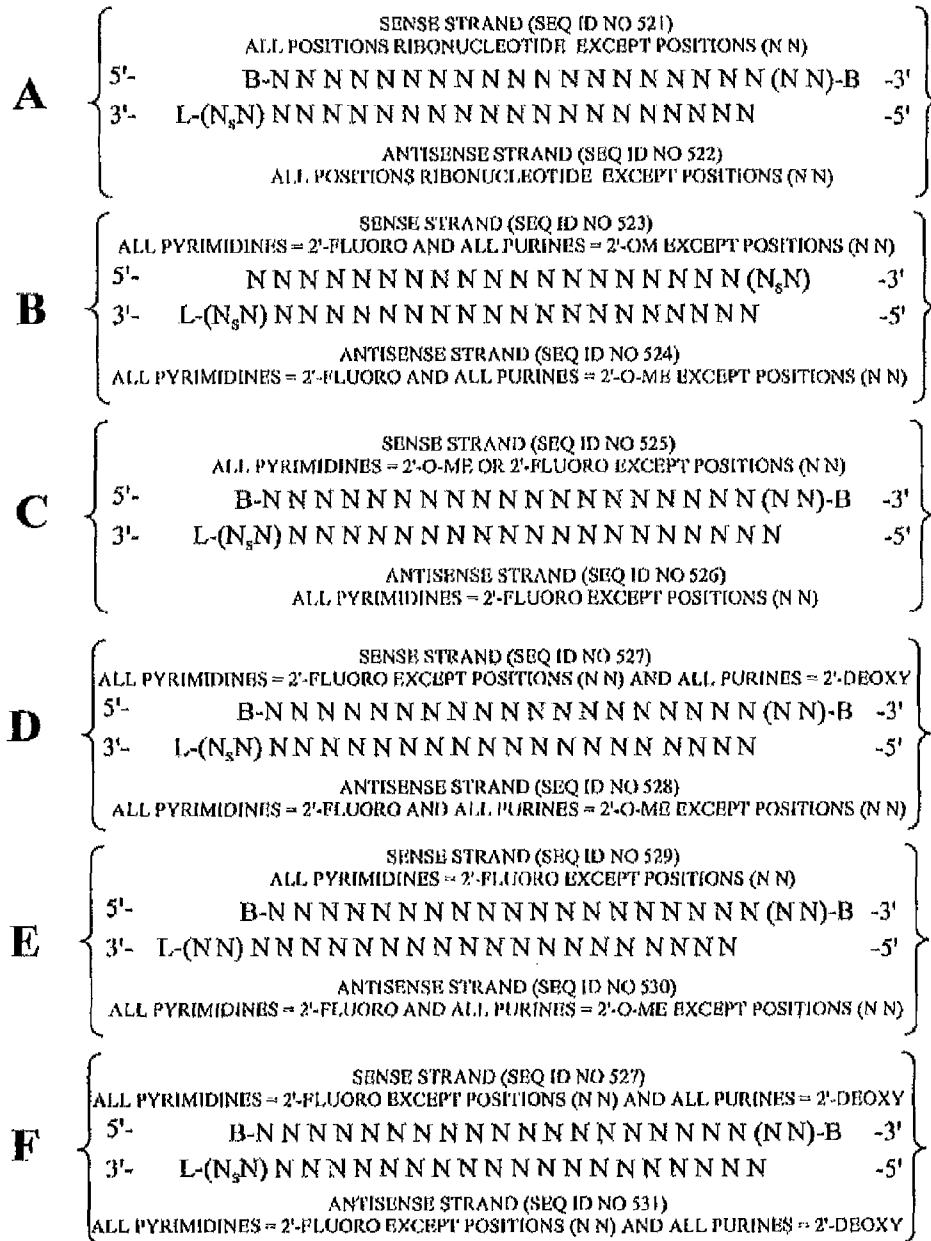 SENSE STRAND (SEQ ID NO 521)
ALL POSITIONS RIBONUCLEOTIDE EXCEPT POSITIONS (N N)
A
5'- B-N N N N N N N N N N N N N N N N N N N (N N)-B -3'
3'- L-(NsN) N N N N N N N N N N N N N N N N N N N -5'
ANTISENSE STRAND (SEQ ID NO 522)
ALL POSITIONS RIBONUCLEOTIDE EXCEPT POSITIONS (N N)
SENSE STRAND (SEQ ID NO 523)
ALL PYRIMIDINES = 2'-FLUORO AND ALL PURINES = 2'-OM EXCEPT POSITIONS (N N)
B
5'- N N N N N N N N N N N N N N N N N N N (NsN) -3'
3'- L-(NsN) N N N N N N N N N N N N N N N N N N N -5'
ANTISENSE STRAND (SEQ ID NO 524)
ALL PYRIMIDINES = 2'-FLUORO AND ALL PURINES = 2'-O-ME EXCEPT POSITIONS (N N)
SENSE STRAND (SEQ ID NO 525)
ALL PYRIMIDINES = 2'-O-ME OR 2'-FLUORO EXCEPT POSITIONS (N N)
C
5'- B-N N N N N N N N N N N N N N N N N N N (N N)-B -3'
3'- L-(NsN) N N N N N N N N N N N N N N N N N N N -5'
ANTISENSE STRAND (SEQ ID NO 526)
ALL PYRIMIDINES = 2'-FLUORO EXCEPT POSITIONS (N N)
SENSE STRAND (SEQ ID NO 527)
ALL PYRIMIDINES = 2'-FLUORO EXCEPT POSITIONS (N N) AND ALL PURINES = 2'-DEOXY
D
5'- B-N N N N N N N N N N N N N N N N N N N (N N)-B -3'
3'- L-(NsN) N N N N N N N N N N N N N N N N N N N -5'
ANTISENSE STRAND (SEQ ID NO 528)
ALL PYRIMIDINES = 2'-FLUORO AND ALL PURINES = 2'-O-ME EXCEPT POSITIONS (N N)
SENSE STRAND (SEQ ID NO 529)
ALL PYRIMIDINES = 2'-FLUORO EXCEPT POSITIONS (N N)
E
5'- B-N N N N N N N N N N N N N N N N N N N (N N)-B -3'
3'- L-(N N) N N N N N N N N N N N N N N N N N N N -5'
ANTISENSE STRAND (SEQ ID NO 530)
ALL PYRIMIDINES = 2'-FLUORO AND ALL PURINES = 2'-O-ME EXCEPT POSITIONS (N N)
SENSE STRAND (SEQ ID NO 527)
ALL PYRIMIDINES = 2'-FLUORO EXCEPT POSITIONS (N N) AND ALL PURINES = 2'-DEOXY
F
5'- B-N N N N N N N N N N N N N N N N N N N (N N)-B -3'
3'- L-(NsN) N N N N N N N N N N N N N N N N N N N -5'
ANTISENSE STRAND (SEQ ID NO 531)
ALL PYRIMIDINES = 2'-FLUORO EXCEPT POSITIONS (N N) AND ALL PURINES = 2'-DEOXY